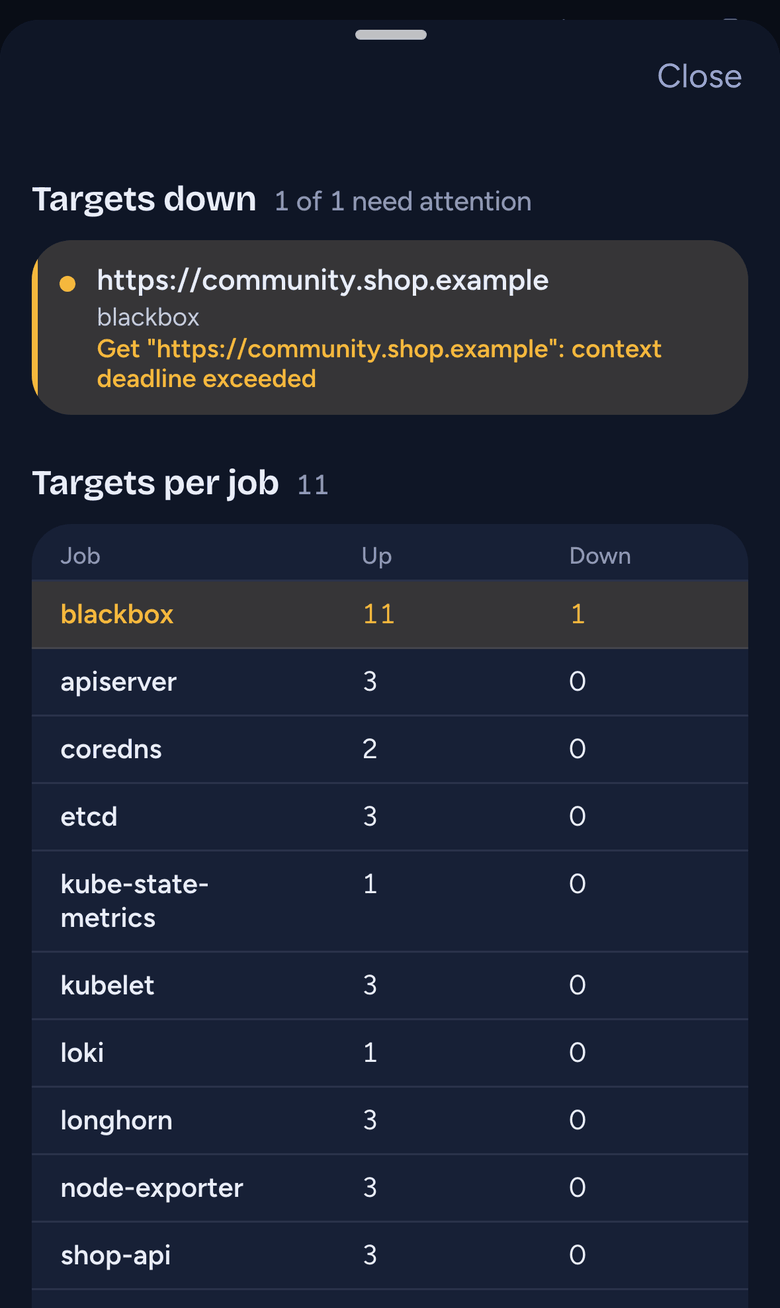 Close
Targets down 1 of 1 need attention
https://community.shop.example
blackbox
Get "https://community.shop.example": context
deadline exceeded
Targets per job 11
Job Up Down
blackbox 11 1
apiserver 3 0
coredns 2 0
etcd 3 0
kube-state- 1 0
metrics
kubelet 3 0
loki 1 0
longhorn 3 0
node-exporter 3 0
shop-api 3 0